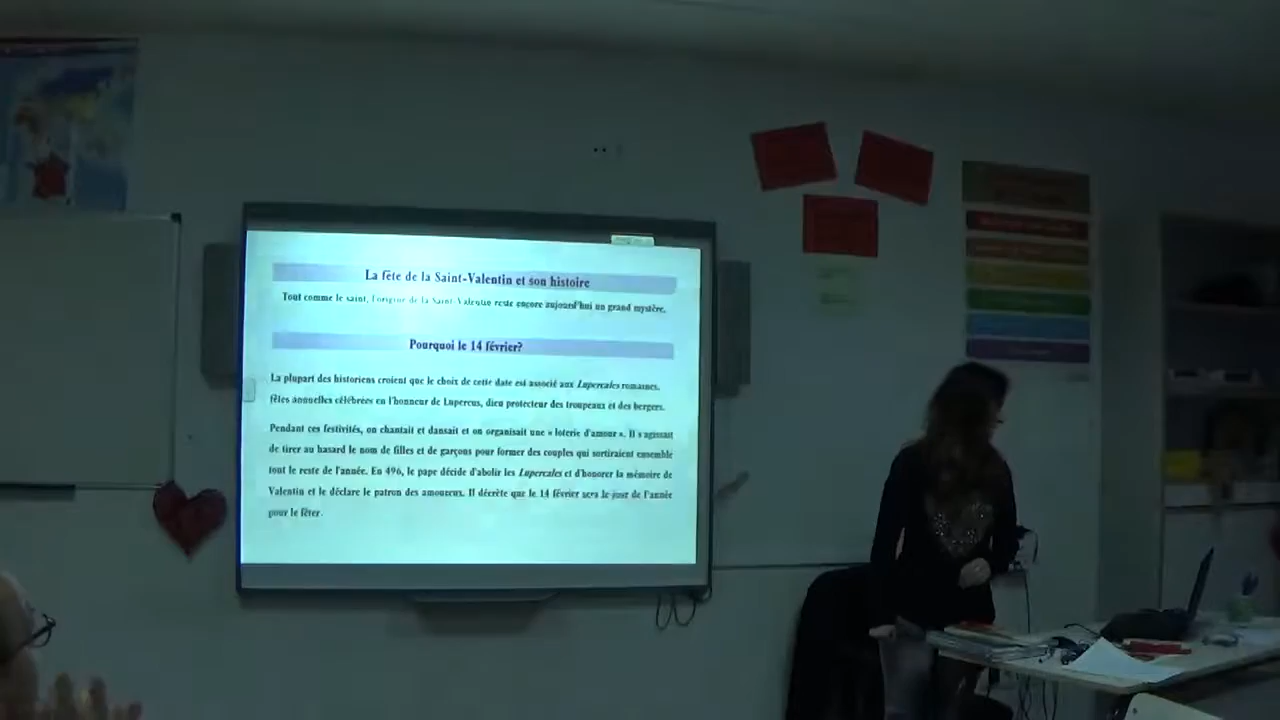 La fête de la Saint-Valentin et son histoire
Tout comme le saint, l'origine de la Saint-Valentin reste encore aujourd'hui un grand mystère.
Pourquoi le 14 février?
La plupart des historiens croient que le choix de cette date est associé aux Lupercales romaines,
fêtes annuelles célébrées en l'honneur de Lupercus, dieu protecteur des troupeaux et des bergers.
Pendant ces festivités, on chantait et dansait et on organisait une « loterie d'amour ». Il s'agissait
de tirer au hasard le nom de filles et de garçons pour former des couples qui sortiraient ensemble
tout le reste de l'année. En 496, le pape décide d'abolir les Lupercales et d'honorer la mémoire de
Valentin et le déclare le patron des amoureux. Il décrète que le 14 février sera le jour de l'année
pour le fêter.